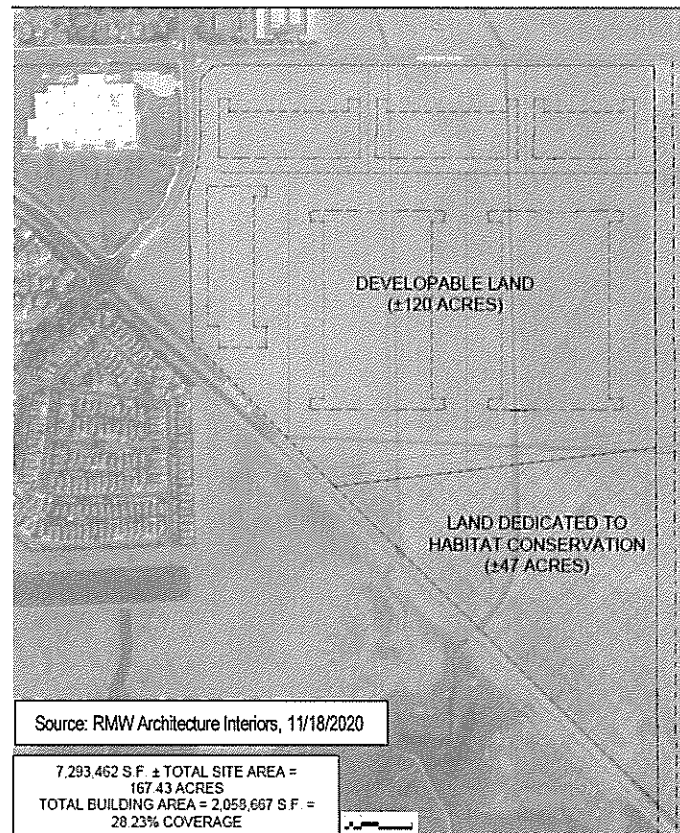 DEVELOPABLE LAND
(±120 ACRES)
LAND DEDICATED TO
HABITAT CONSERVATION
(±47 ACRES)
Source: RMW Architecture Interiors, 11/18/2020
7,293,462 S.F. ± TOTAL SITE AREA =
167.43 ACRES
TOTAL BUILDING AREA = 2,058,667 S.F. =
28.23% COVERAGE